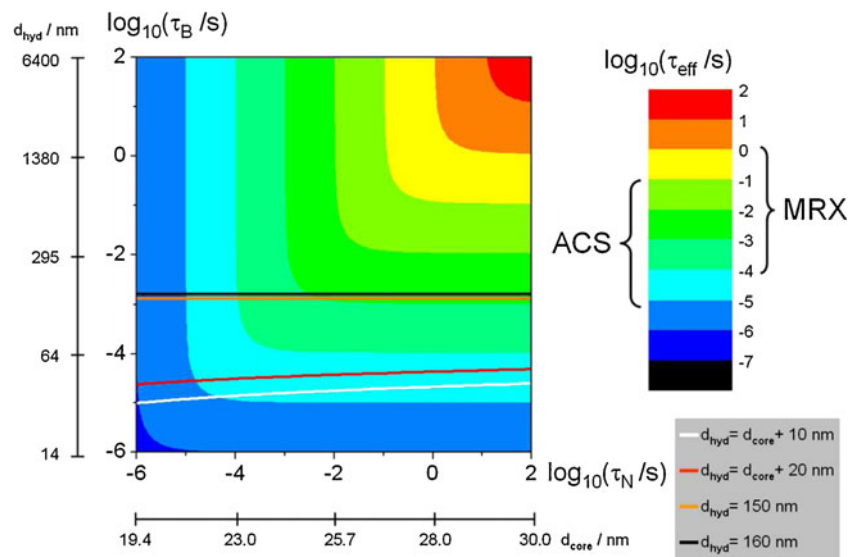 d_hyd / nm
log₁₀(τ_B /s)
6400
1380
295
64
14
2
0
-2
-4
-6
-6 -4 -2 0 2
log₁₀(τ_N/s)
19.4 23.0 25.7 28.0 30.0 d_core / nm
log₁₀(τ_eff /s)
2
1
0
-1
-2
-3
-4
-5
-6
-7
ACS
MRX
d_hyd= d_core+ 10 nm
d_hyd= d_core+ 20 nm
d_hyd= 150 nm
d_hyd= 160 nm